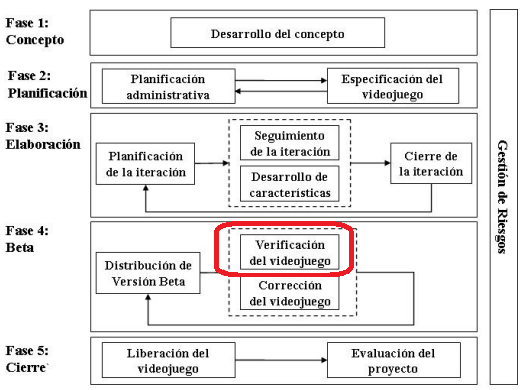 Fase 1:
Concepto
Desarrollo del concepto
Fase 2:
Planificación
Planificación
administrativa
Especificación del
videojuego
Fase 3:
Elaboración
Planificación
de la iteración
Seguimiento
de la iteración
Desarrollo de
características
Cierre de
la iteración
Fase 4:
Beta
Distribución de
Versión Beta
Verificación
del videojuego
Corrección
del videojuego
Fase 5:
Cierre
Liberación del
videojuego
Evaluación del
proyecto
Gestión de Riesgos